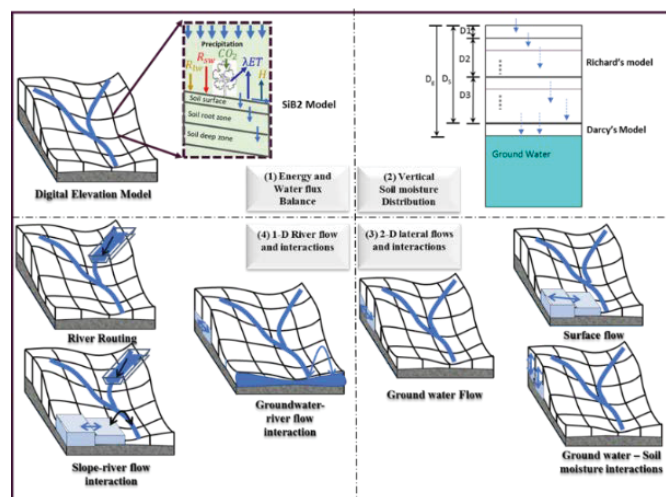 Precipitation
CO2
Rsw
λET
H
Soil surface
Soil root zone
Soil deep zone
SiB2 Model
Digital Elevation Model
D1
D2
D3
Dg
Richard's model
Darcy's Model
Ground Water
(1) Energy and
Water flux
Balance
(2) Vertical
Soil moisture
Distribution
(4) 1-D River flow
and interactions
(3) 2-D lateral flows
and interactions
River Routing
Slope-river flow
interaction
Groundwater-
river flow
interaction
Ground water Flow
Surface flow
Ground water – Soil
moisture interactions